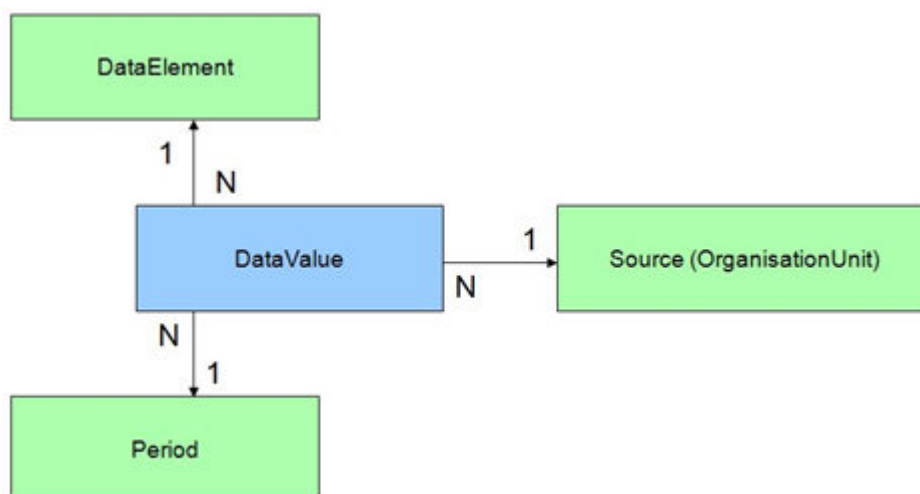 DataElement
1
N
DataValue
1
N
Source (OrganisationUnit)
N
1
Period